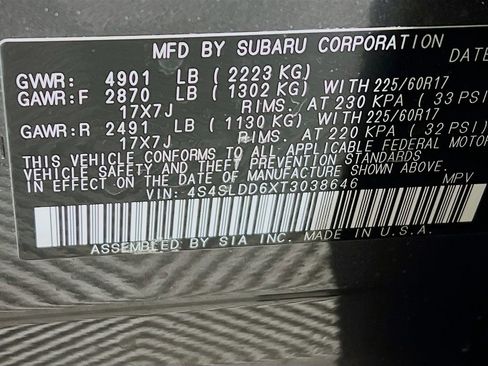 MFD BY SUBARU CORPORATION DATE
GVWR: 4901 LB (2223 KG)
GAWR:F 2870 LB (1302 KG) WITH 225/60R17
17X7J RIMS. AT 230 KPA (33 PSI
GAWR:R 2491 LB (1130 KG) WITH 225/60R17
17X7J RIMS. AT 220 KPA (32 PSI)
THIS VEHICLE CONFORMS TO ALL APPLICABLE FEDERAL MOTOR
VEHICLE SAFETY AND BUMPER STANDARDS
IN EFFECT ON THE DATE OF MANUFACTURE SHOWN ABOVE.
VIN: 4S4SLDD6XT3038646 MPV
ASSEMBLED BY SIA INC. MADE IN U.S.A.